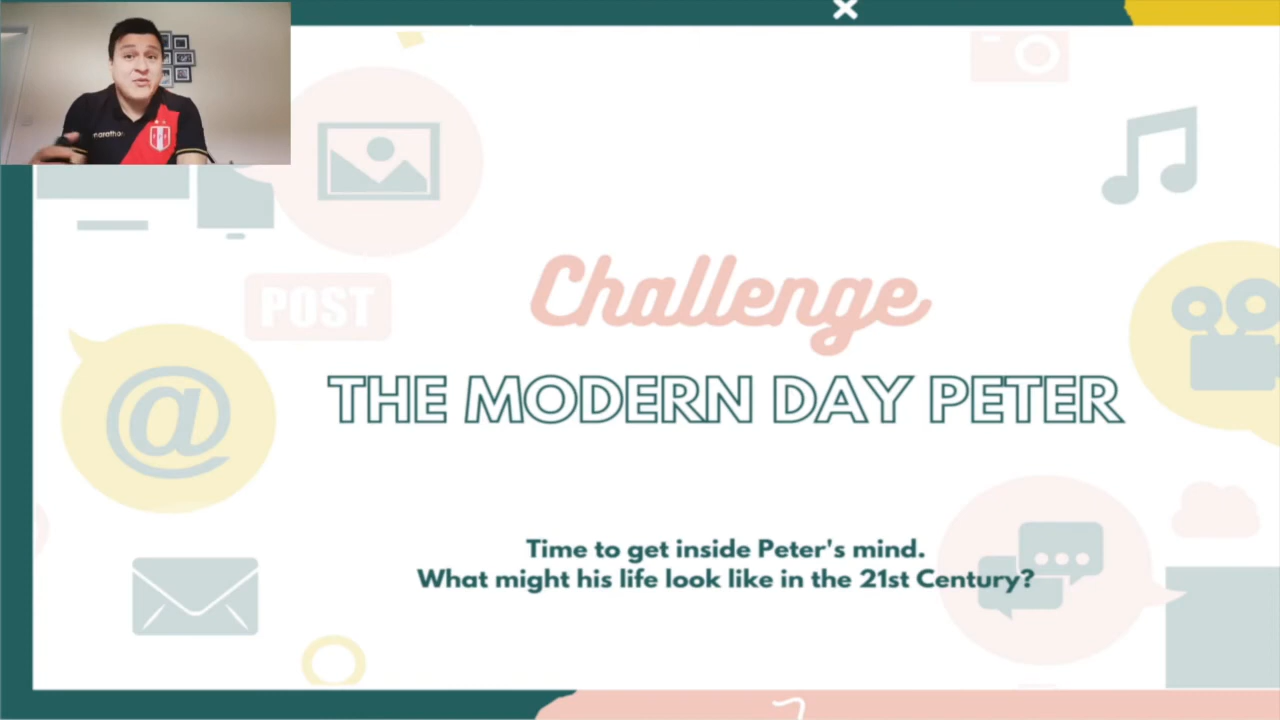 marathon
POST
Challenge
THE MODERN DAY PETER
@
Time to get inside Peter's mind.
What might his life look like in the 21st Century?